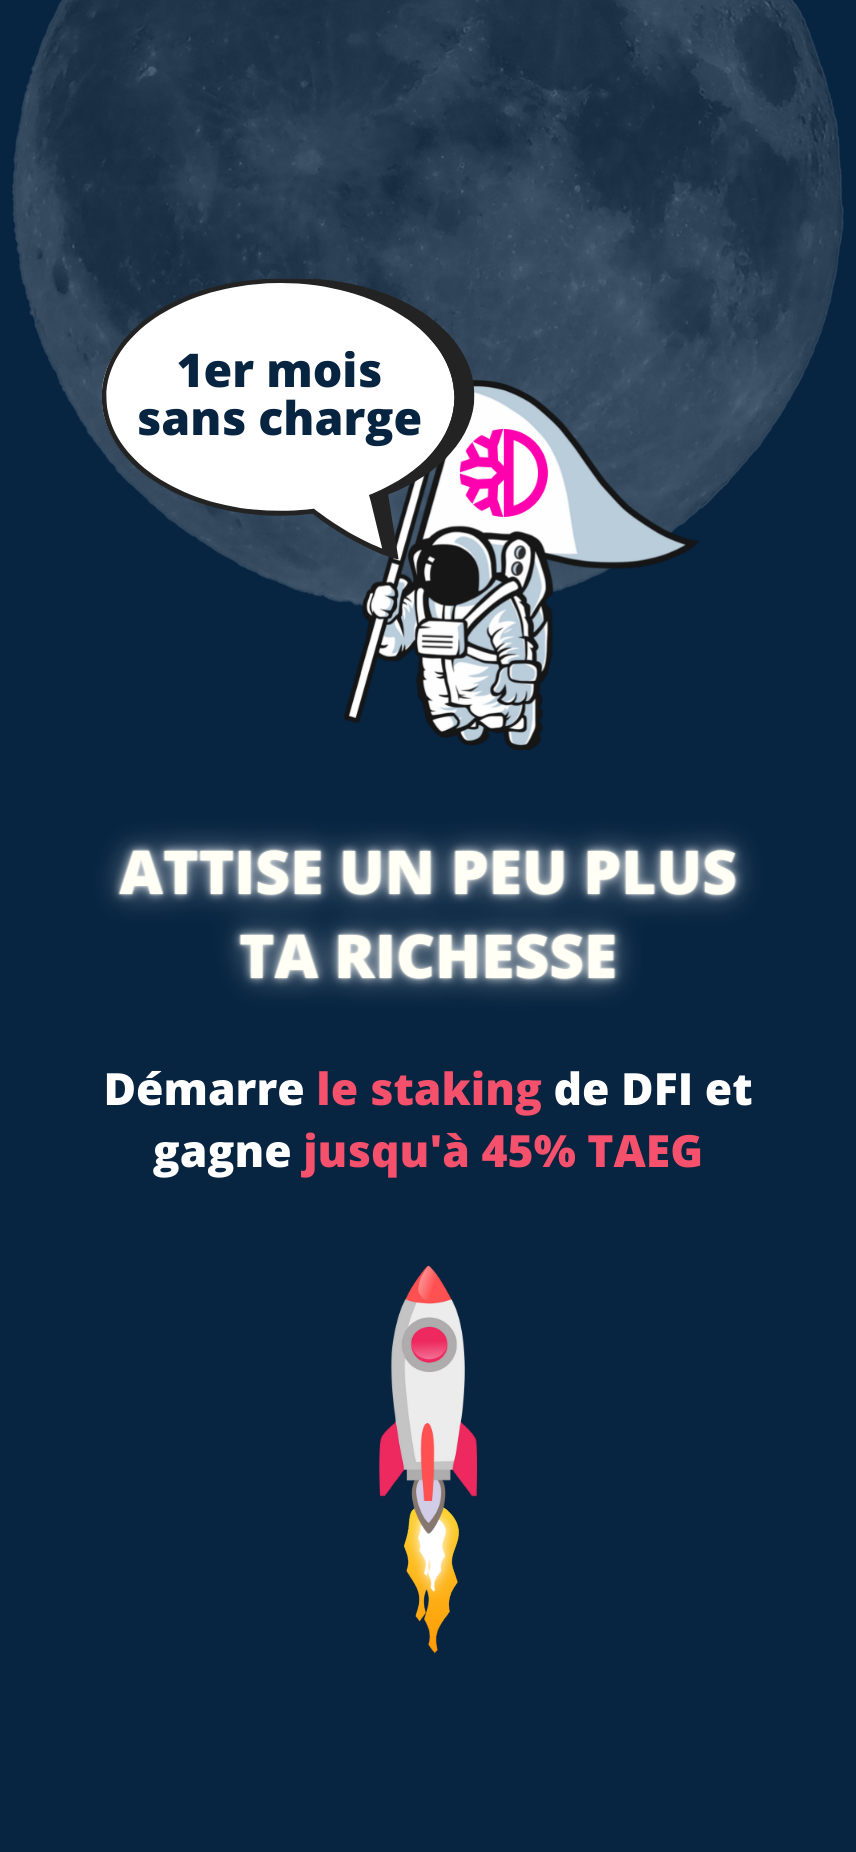 1er mois
sans charge
ATTISE UN PEU PLUS
TA RICHESSE
Démarre le staking de DFI et
gagne jusqu'à 45% TAEG